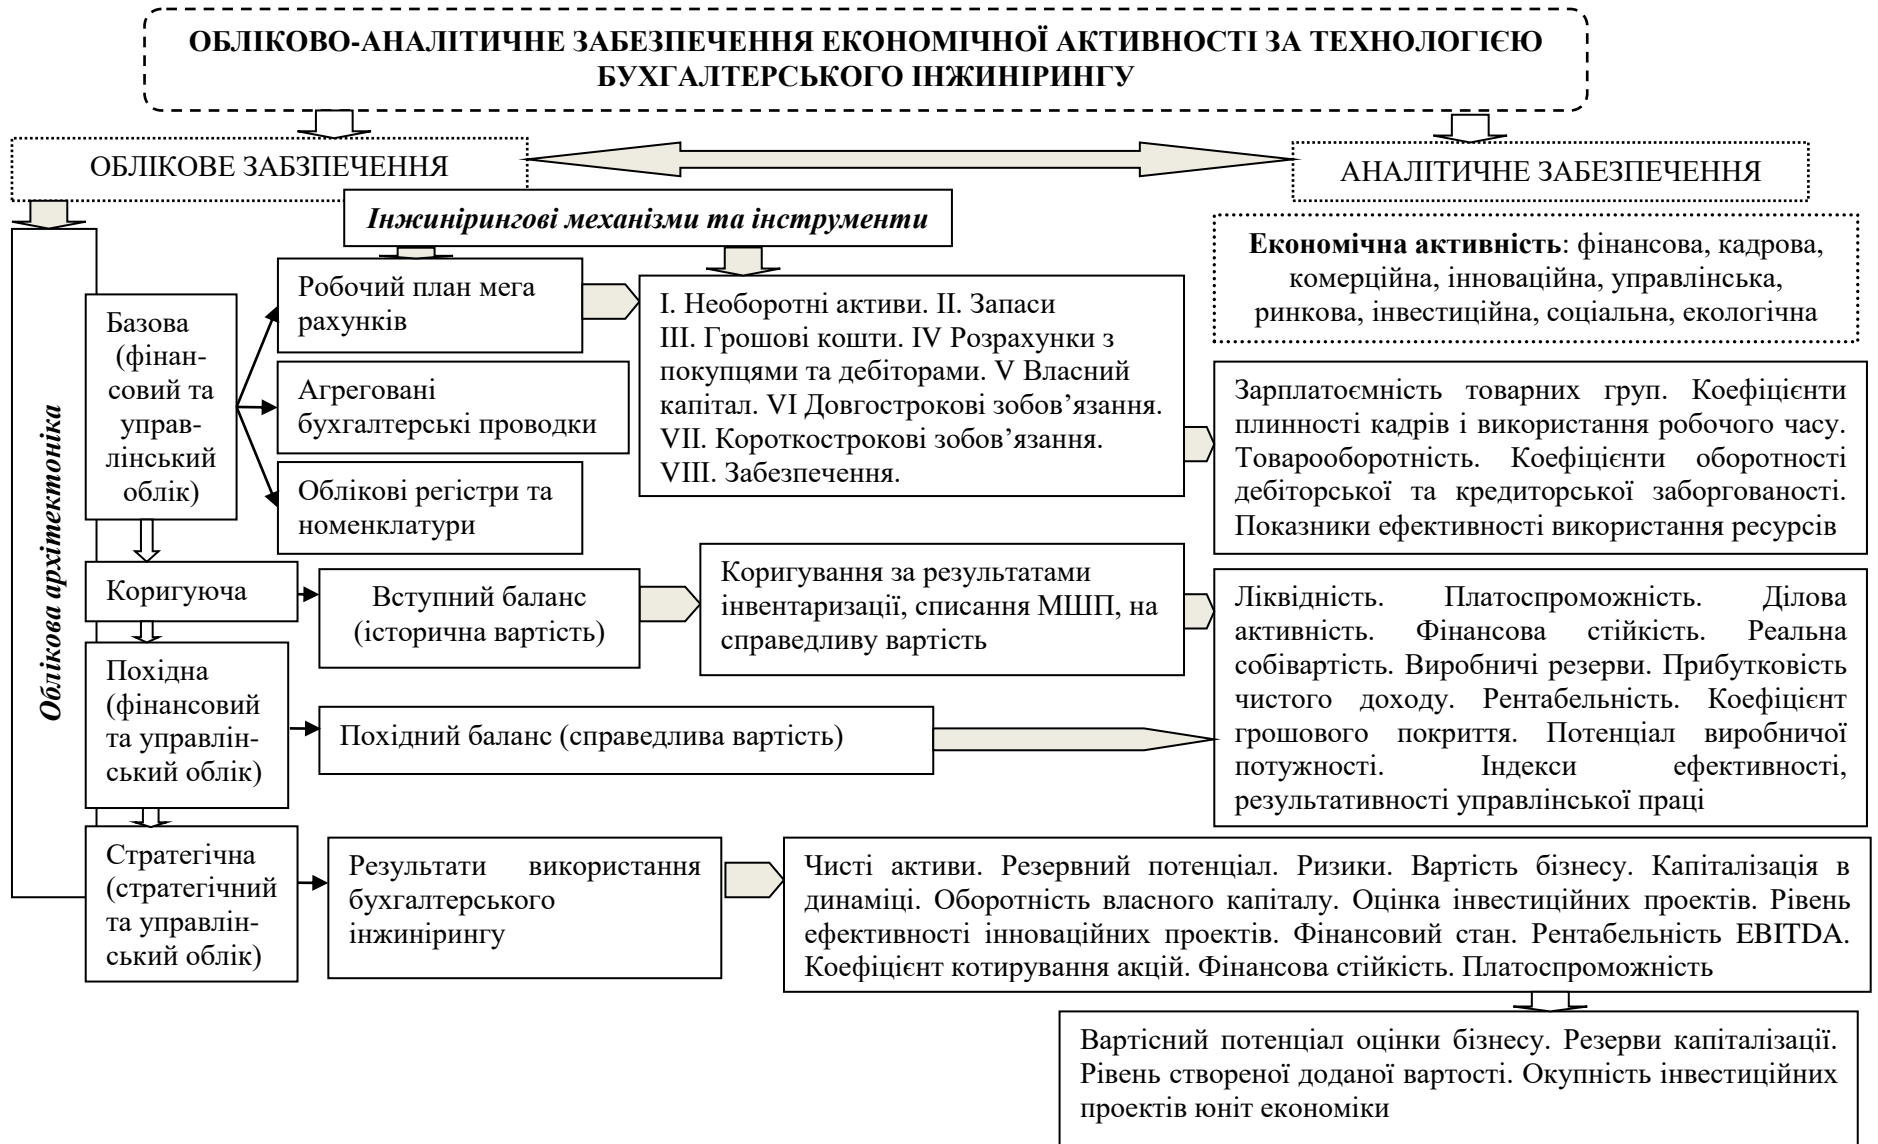 ОБЛІКОВО-АНАЛІТИЧНЕ ЗАБЕЗПЕЧЕННЯ ЕКОНОМІЧНОЇ АКТИВНОСТІ ЗА ТЕХНОЛОГІЄЮ
БУХГАЛТЕРСЬКОГО ІНЖИНІРИНГУ
ОБЛІКОВЕ ЗАБЗПЕЧЕННЯ
АНАЛІТИЧНЕ ЗАБЕЗПЕЧЕННЯ
Інжинірингові механізми та інструменти
Економічна активність: фінансова, кадрова,
комерційна, інноваційна, управлінська,
ринкова, інвестиційна, соціальна, екологічна
Облікова архітектоніка
Базова
(фінан-
совий та
управ-
лінський
облік)
Робочий план мега
рахунків
Агреговані
бухгалтерські проводки
Облікові регістри та
номенклатури
І. Необоротні активи. ІІ. Запаси
ІІІ. Грошові кошти. ІV Розрахунки з
покупцями та дебіторами. V Власний
капітал. VІ Довгострокові зобов’язання.
VІІ. Короткострокові зобов’язання.
VІІІ. Забезпечення.
Зарплатоємність товарних груп. Коефіцієнти
плинності кадрів і використання робочого часу.
Товарооборотність. Коефіцієнти оборотності
дебіторської та кредиторської заборгованості.
Показники ефективності використання ресурсів
Коригуюча
Вступний баланс
(історична вартість)
Коригування за результатами
інвентаризації, списання МШП, на
справедливу вартість
Ліквідність. Платоспроможність. Ділова
активність. Фінансова стійкість. Реальна
собівартість. Виробничі резерви. Прибутковість
чистого доходу. Рентабельність. Коефіцієнт
грошового покриття. Потенціал виробничої
потужності. Індекси ефективності,
результативності управлінської праці
Похідна
(фінансовий
та управлін-
ський облік)
Похідний баланс (справедлива вартість)
Стратегічна
(стратегічний
та управлін-
ський облік)
Результати використання
бухгалтерського
інжинірингу
Чисті активи. Резервний потенціал. Ризики. Вартість бізнесу. Капіталізація в
динаміці. Оборотність власного капіталу. Оцінка інвестиційних проектів. Рівень
ефективності інноваційних проектів. Фінансовий стан. Рентабельність EBITDA.
Коефіцієнт котирування акцій. Фінансова стійкість. Платоспроможність
Вартісний потенціал оцінки бізнесу. Резерви капіталізації.
Рівень створеної доданої вартості. Окупність інвестиційних
проектів юніт економіки